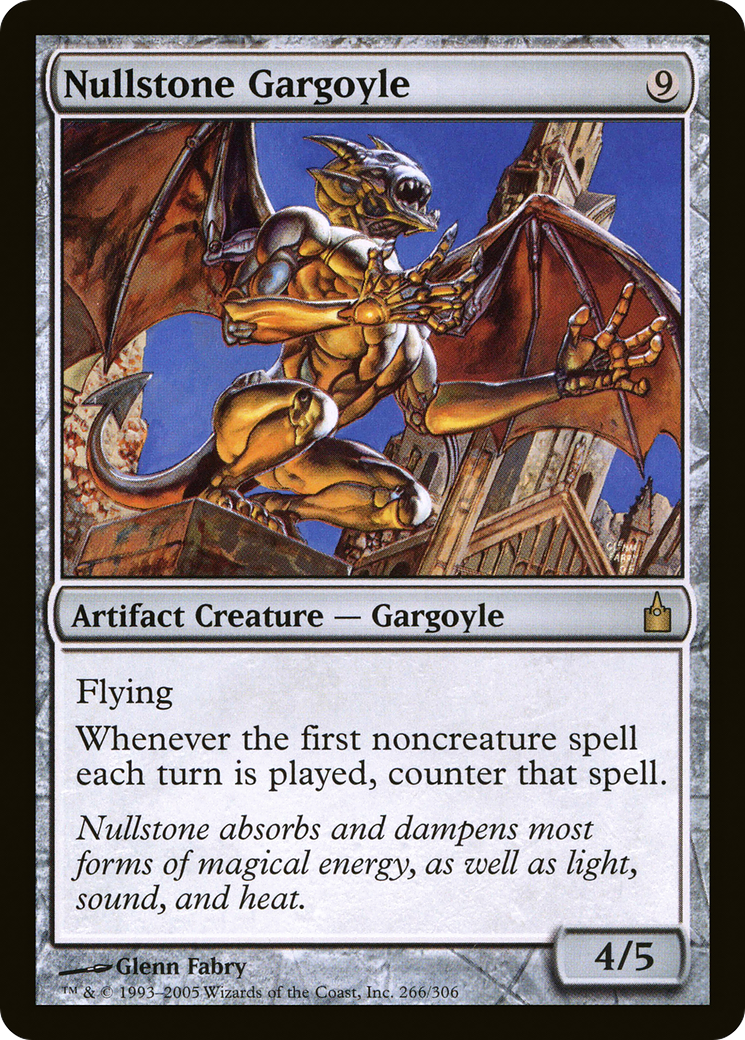 Nullstone Gargoyle 9
Artifact Creature — Gargoyle
Flying
Whenever the first noncreature spell
each turn is played, counter that spell.
Nullstone absorbs and dampens most
forms of magical energy, as well as light,
sound, and heat.
4/5
Glenn Fabry
™ & © 1993–2005 Wizards of the Coast, Inc. 266/306